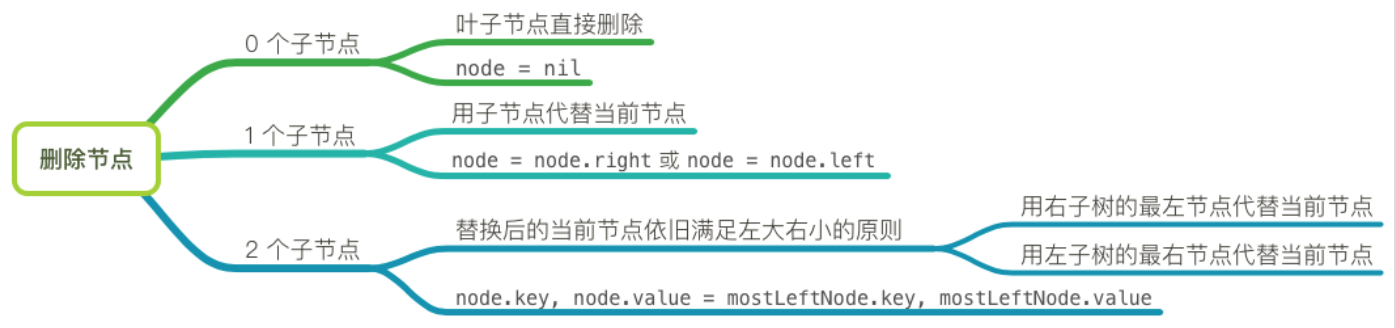 删除节点
0 个子节点
叶子节点直接删除
node = nil
1 个子节点
用子节点代替当前节点
node = node.right 或 node = node.left
2 个子节点
替换后的当前节点依旧满足左大右小的原则
用右子树的最左节点代替当前节点
用左子树的最右节点代替当前节点
node.key, node.value = mostLeftNode.key, mostLeftNode.value